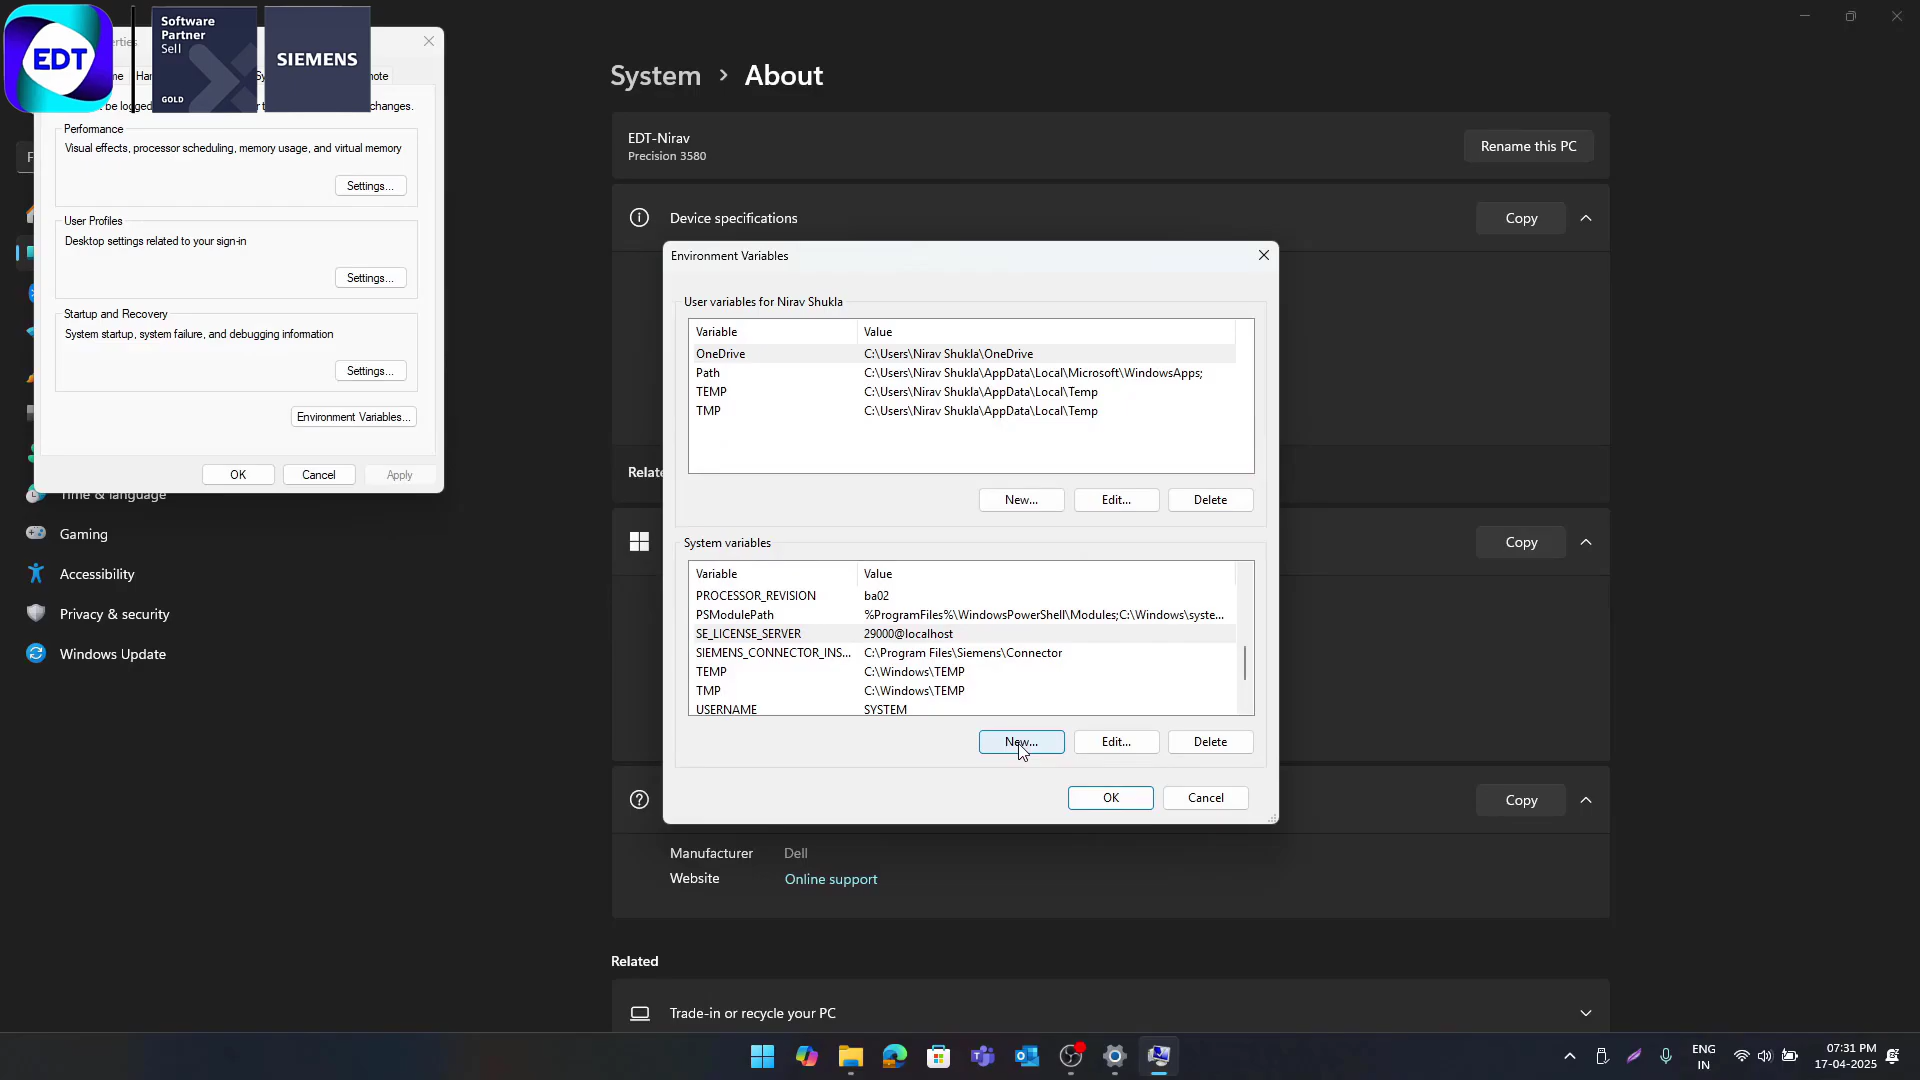 EDT
Software
Partner
Sell
GOLD
SIEMENS
changes.
Performance
Visual effects, processor scheduling, memory usage, and virtual memory
Settings...
User Profiles
Desktop settings related to your sign-in
Settings...
Startup and Recovery
System startup, system failure, and debugging information
Settings...
Environment Variables...
OK Cancel Apply
Time & language
Gaming
Accessibility
Privacy & security
Windows Update
System > About
EDT-Nirav
Precision 3580
Rename this PC
Device specifications
Copy
Environment Variables
User variables for Nirav Shukla
Variable Value
OneDrive C:\Users\Nirav Shukla\OneDrive
Path C:\Users\Nirav Shukla\AppData\Local\Microsoft\WindowsApps;
TEMP C:\Users\Nirav Shukla\AppData\Local\Temp
TMP C:\Users\Nirav Shukla\AppData\Local\Temp
New... Edit... Delete
System variables
Variable Value
PROCESSOR_REVISION ba02
PSModulePath %ProgramFiles%\WindowsPowerShell\Modules;C:\Windows\syste...
SE_LICENSE_SERVER 29000@localhost
SIEMENS_CONNECTOR_INS... C:\Program Files\Siemens\Connector
TEMP C:\Windows\TEMP
TMP C:\Windows\TEMP
USERNAME SYSTEM
New... Edit... Delete
OK Cancel
Copy
Copy
Manufacturer Dell
Website Online support
Related
Trade-in or recycle your PC
ENG
IN
07:31 PM
17-04-2025